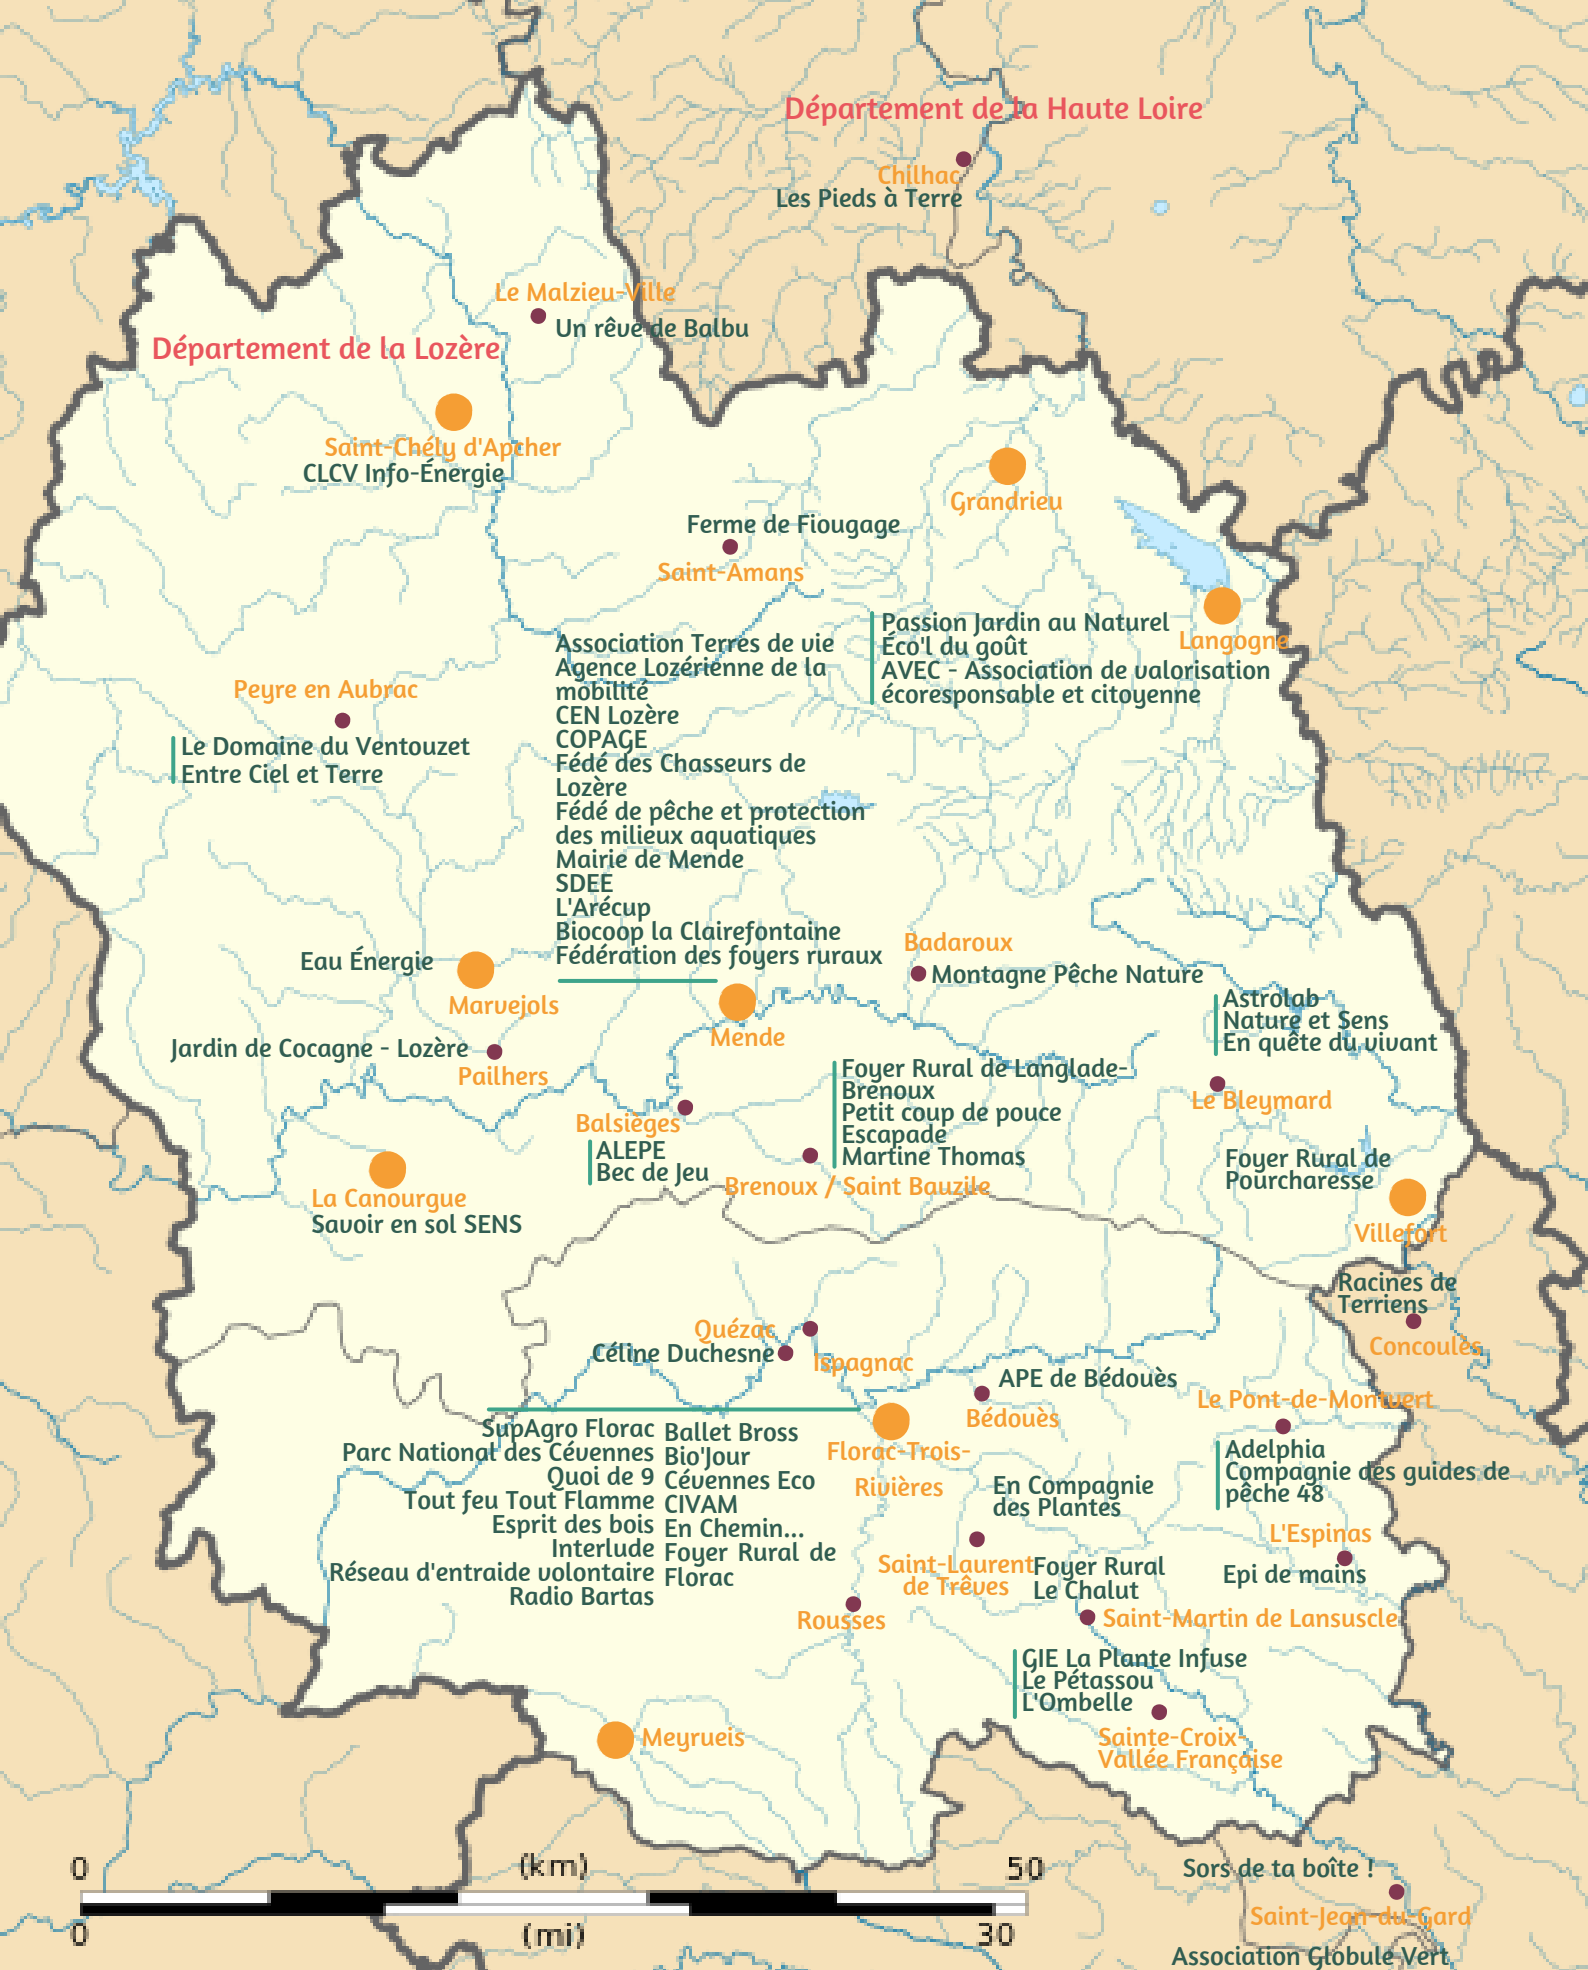 Département de la Haute Loire
Chilhac
Les Pieds à Terre
Le Malzieu-Ville
Un rêve de Balbu
Département de la Lozère
Saint-Chély d'Apcher
CLCV Info-Énergie
Grandrieu
Ferme de Fiougage
Saint-Amans
Passion Jardin au Naturel
Éco'l du goût
AVEC - Association de valorisation
écoresponsable et citoyenne
Langogne
Association Terres de vie
Agence Lozérienne de la
mobilité
CEN Lozère
COPAGE
Fédé des Chasseurs de
Lozère
Fédé de pêche et protection
des milieux aquatiques
Mairie de Mende
SDEE
L'Arécup
Biocoop la Clairefontaine
Fédération des foyers ruraux
Mende
Peyre en Aubrac
Le Domaine du Ventouzet
Entre Ciel et Terre
Eau Énergie
Marvejols
Badaroux
Montagne Pêche Nature
Astrolab
Nature et Sens
En quête du vivant
Le Bleymard
Jardin de Cocagne - Lozère
Pailhers
Foyer Rural de Langlade-
Brenoux
Petit coup de pouce
Escapade
Martine Thomas
Brenoux / Saint Bauzile
Balsièges
ALEPE
Bec de Jeu
La Canourgue
Savoir en sol SENS
Foyer Rural de
Pourcharesse
Villefort
Racines de
Terriens
Concoules
Quézac
Céline Duchesne
Ispagnac
APE de Bédouès
Bédouès
Le Pont-de-Montvert
Adelphia
Compagnie des guides de
pêche 48
SupAgro Florac
Parc National des Cévennes
Quoi de 9
Tout feu Tout Flamme
Esprit des bois
Interlude
Réseau d'entraide volontaire
Radio Bartas
Ballet Bross
Bio'Jour
Cévennes Eco
CIVAM
En Chemin...
Foyer Rural de
Florac
Florac-Trois-
Rivières
En Compagnie
des Plantes
Saint-Laurent
de Trêves
L'Espinas
Epi de mains
Foyer Rural
Le Chalut
Saint-Martin de Lansuscle
Rousses
GIE La Plante Infuse
Le Pétassou
L'Ombelle
Sainte-Croix-
Vallée Française
Meyrueis
0 (km) 50
0 (mi) 30
Sors de ta boîte !
Saint-Jean-du-Gard
Association Globule Vert